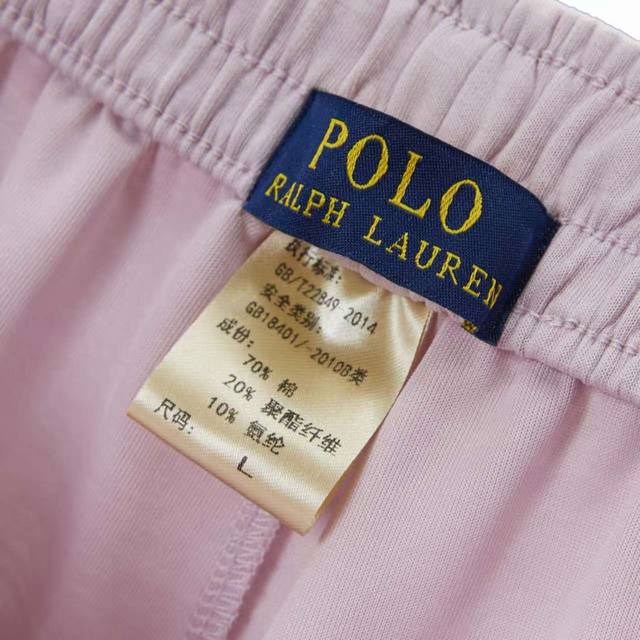 POLO
RALPH LAUREN
执行标准:
GB/T22849-2014
安全类别:
GB18401/-2010B类
成份:
70% 棉
20% 聚酯纤维
10% 氨纶
尺码:
L